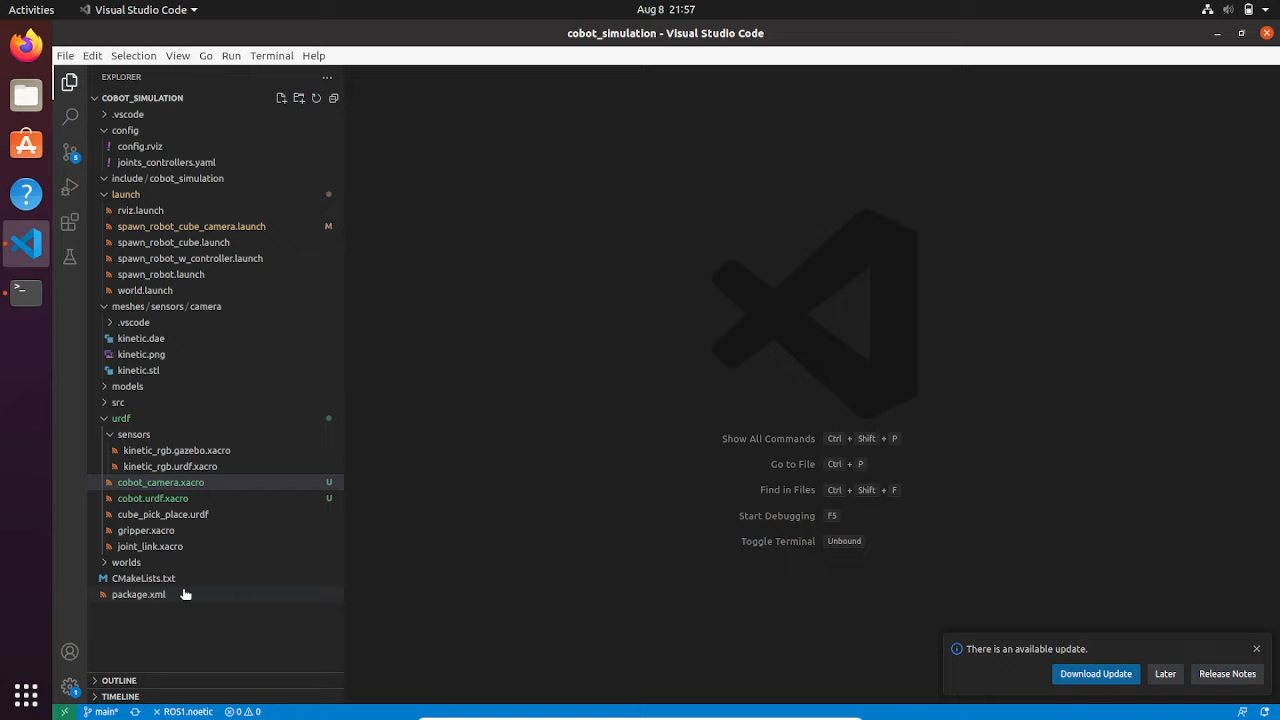 Activities
Visual Studio Code
Aug 8 21:57
cobot_simulation - Visual Studio Code
File Edit Selection View Go Run Terminal Help
EXPLORER
COBOT_SIMULATION
.vscode
config
config.rviz
joints_controllers.yaml
include / cobot_simulation
launch
rviz.launch
spawn_robot_cube_camera.launch M
spawn_robot_cube.launch
spawn_robot_w_controller.launch
spawn_robot.launch
world.launch
meshes / sensors / camera
.vscode
kinetic.dae
kinetic.png
kinetic.stl
models
src
urdf
sensors
kinetic_rgb.gazebo.xacro
kinetic_rgb.urdf.xacro
cobot_camera.xacro U
cobot.urdf.xacro U
cube_pick_place.urdf
gripper.xacro
joint_link.xacro
worlds
CMakeLists.txt
package.xml
OUTLINE
TIMELINE
5
1
Show All Commands Ctrl + Shift + P
Go to File Ctrl + P
Find in Files Ctrl + Shift + F
Start Debugging F5
Toggle Terminal Unbound
There is an available update.
Download Update Later Release Notes
main* ROS1.noetic 0 0